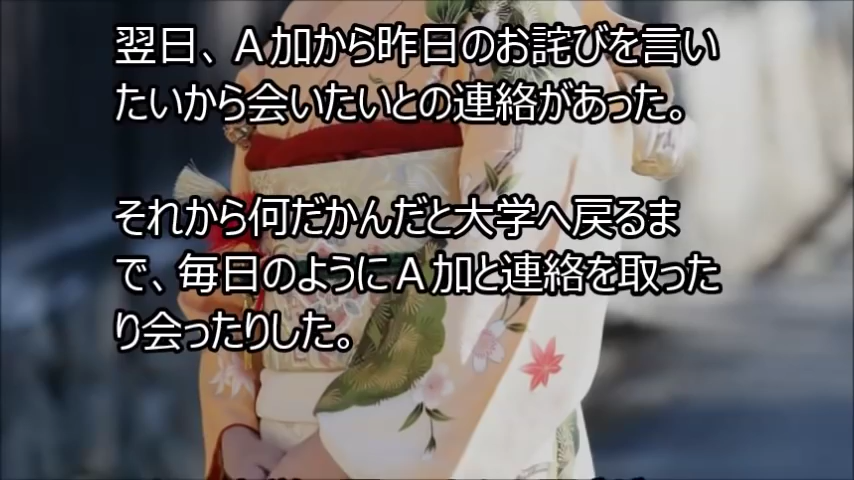 翌日、Ａ加から昨日のお詫びを言い
たいから会いたいとの連絡があった。
それから何だかんだと大学へ戻るま
で、毎日のようにＡ加と連絡を取った
り会ったりした。